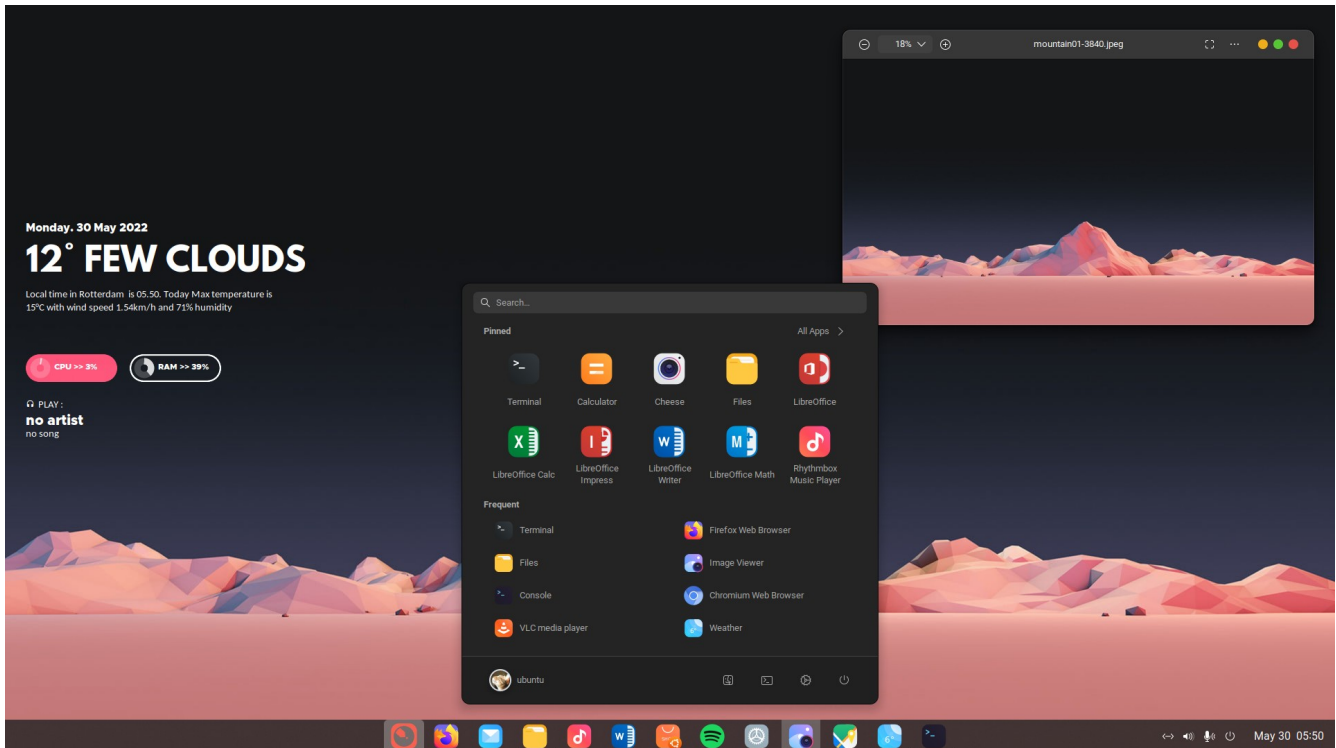 18%
mountain01-3840.jpeg
Monday. 30 May 2022
12° FEW CLOUDS
Local time in Rotterdam is 05.50. Today Max temperature is
15°C with wind speed 1.54km/h and 71% humidity
CPU >> 3%
RAM >> 39%
PLAY :
no artist
no song
Search...
Pinned
All Apps
Terminal
Calculator
Cheese
Files
LibreOffice
LibreOffice Calc
LibreOffice
Impress
LibreOffice
Writer
LibreOffice Math
Rhythmbox
Music Player
Frequent
Terminal
Firefox Web Browser
Files
Image Viewer
Console
Chromium Web Browser
VLC media player
Weather
ubuntu
May 30 05:50